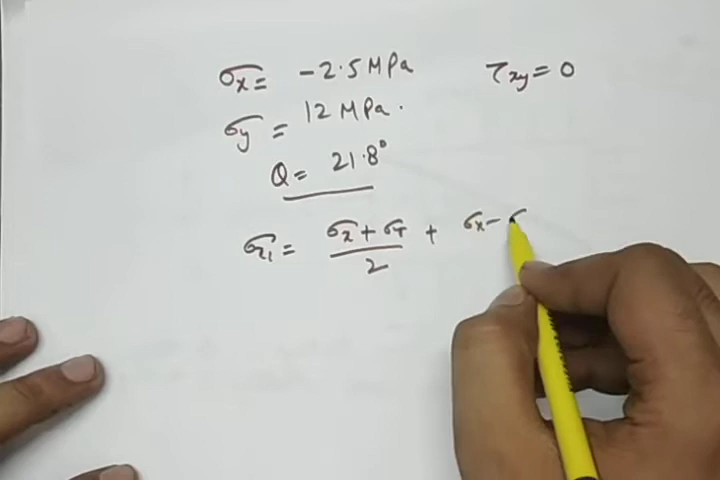 σx = -2.5 MPa τxy = 0
σy = 12 MPa.
Q = 21.8°
σx1 = σx + σy / 2 + σx - σ